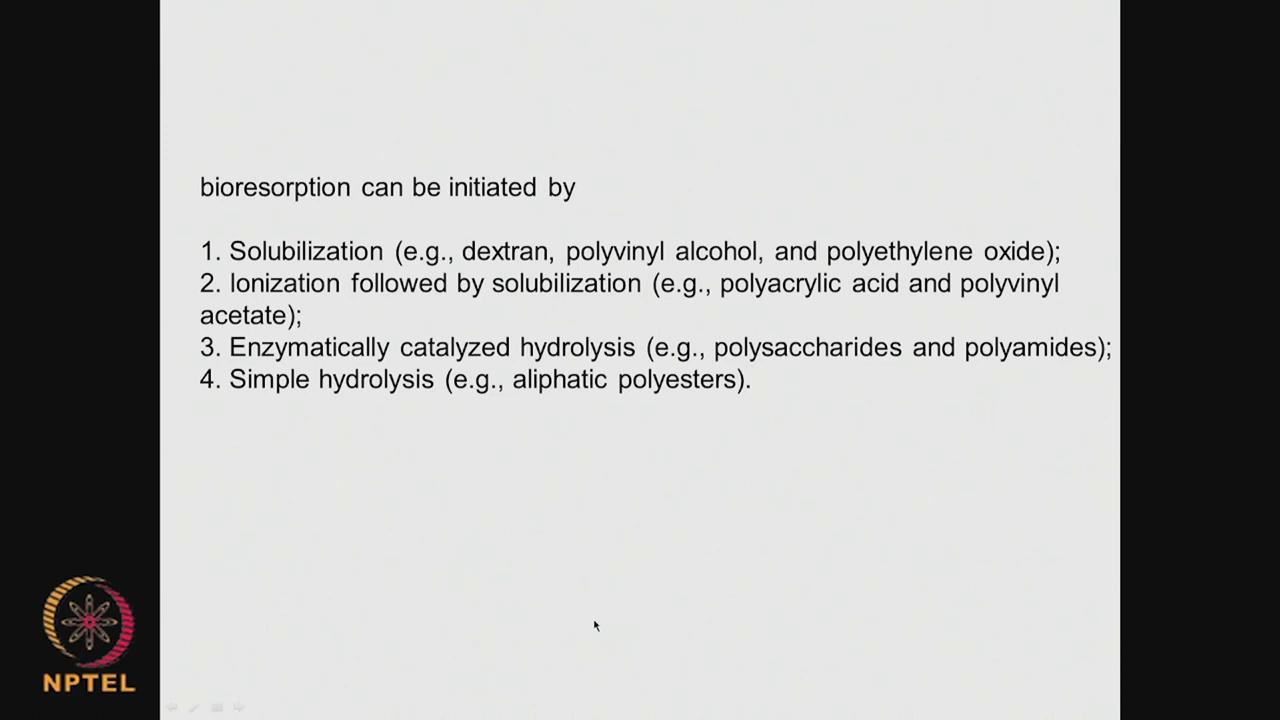 bioresorption can be initiated by
1. Solubilization (e.g., dextran, polyvinyl alcohol, and polyethylene oxide);
2. Ionization followed by solubilization (e.g., polyacrylic acid and polyvinyl
acetate);
3. Enzymatically catalyzed hydrolysis (e.g., polysaccharides and polyamides);
4. Simple hydrolysis (e.g., aliphatic polyesters).
NPTEL